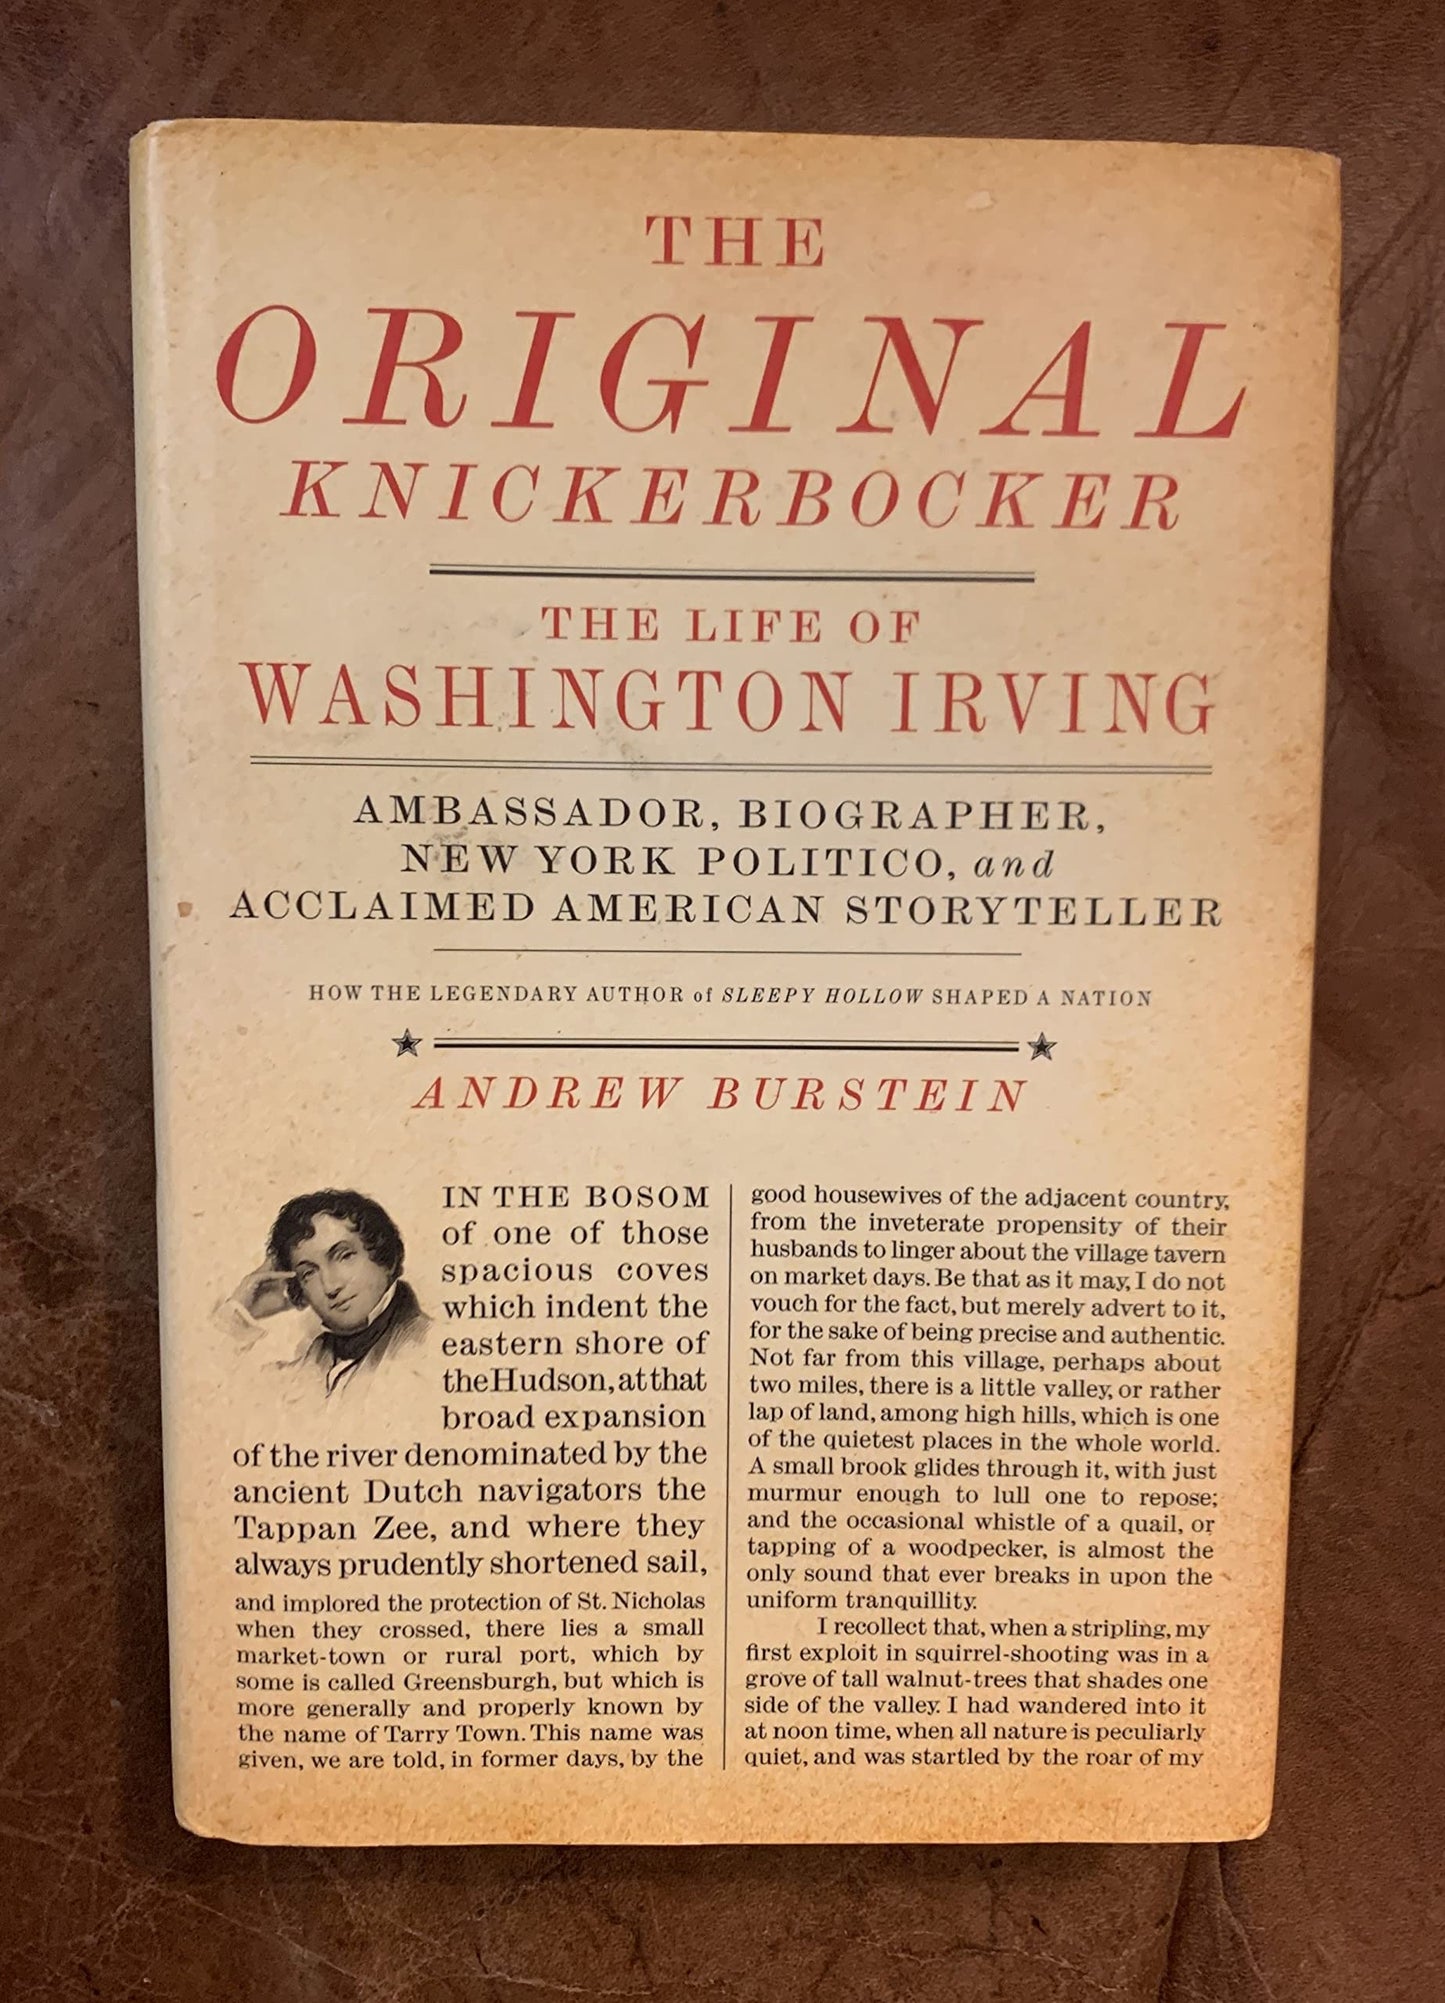 THE
ORIGINAL
KNICKERBOCKER
THE LIFE OF
WASHINGTON IRVING
AMBASSADOR, BIOGRAPHER,
NEW YORK POLITICO, and
ACCLAIMED AMERICAN STORYTELLER
HOW THE LEGENDARY AUTHOR of SLEEPY HOLLOW SHAPED A NATION
ANDREW BURSTEIN
IN THE BOSOM
of one of those
spacious coves
which indent the
eastern shore of
the Hudson, at that
broad expansion
of the river denominated by the
ancient Dutch navigators the
Tappan Zee, and where they
always prudently shortened sail,
and implored the protection of St. Nicholas
when they crossed, there lies a small
market-town or rural port, which by
some is called Greensburgh, but which is
more generally and properly known by
the name of Tarry Town. This name was
given, we are told, in former days, by the
good housewives of the adjacent country,
from the inveterate propensity of their
husbands to linger about the village tavern
on market days. Be that as it may, I do not
vouch for the fact, but merely advert to it,
for the sake of being precise and authentic.
Not far from this village, perhaps about
two miles, there is a little valley, or rather
lap of land, among high hills, which is one
of the quietest places in the whole world.
A small brook glides through it, with just
murmur enough to lull one to repose;
and the occasional whistle of a quail, or
tapping of a woodpecker, is almost the
only sound that ever breaks in upon the
uniform tranquillity.
I recollect that, when a stripling, my
first exploit in squirrel-shooting was in a
grove of tall walnut-trees that shades one
side of the valley. I had wandered into it
at noon time, when all nature is peculiarly
quiet, and was startled by the roar of my